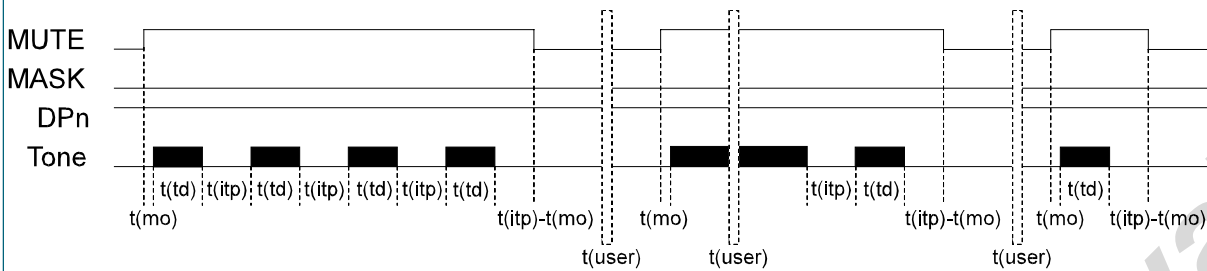 MUTE
MASK
DPn
Tone
t(td) t(itp) t(td) t(itp) t(td) t(itp) t(td) t(itp) t(td) t(td)
t(mo) t(itp)-t(mo) t(mo) t(itp)-t(mo) t(mo) t(itp)-t(mo)
t(user) t(user) t(user)